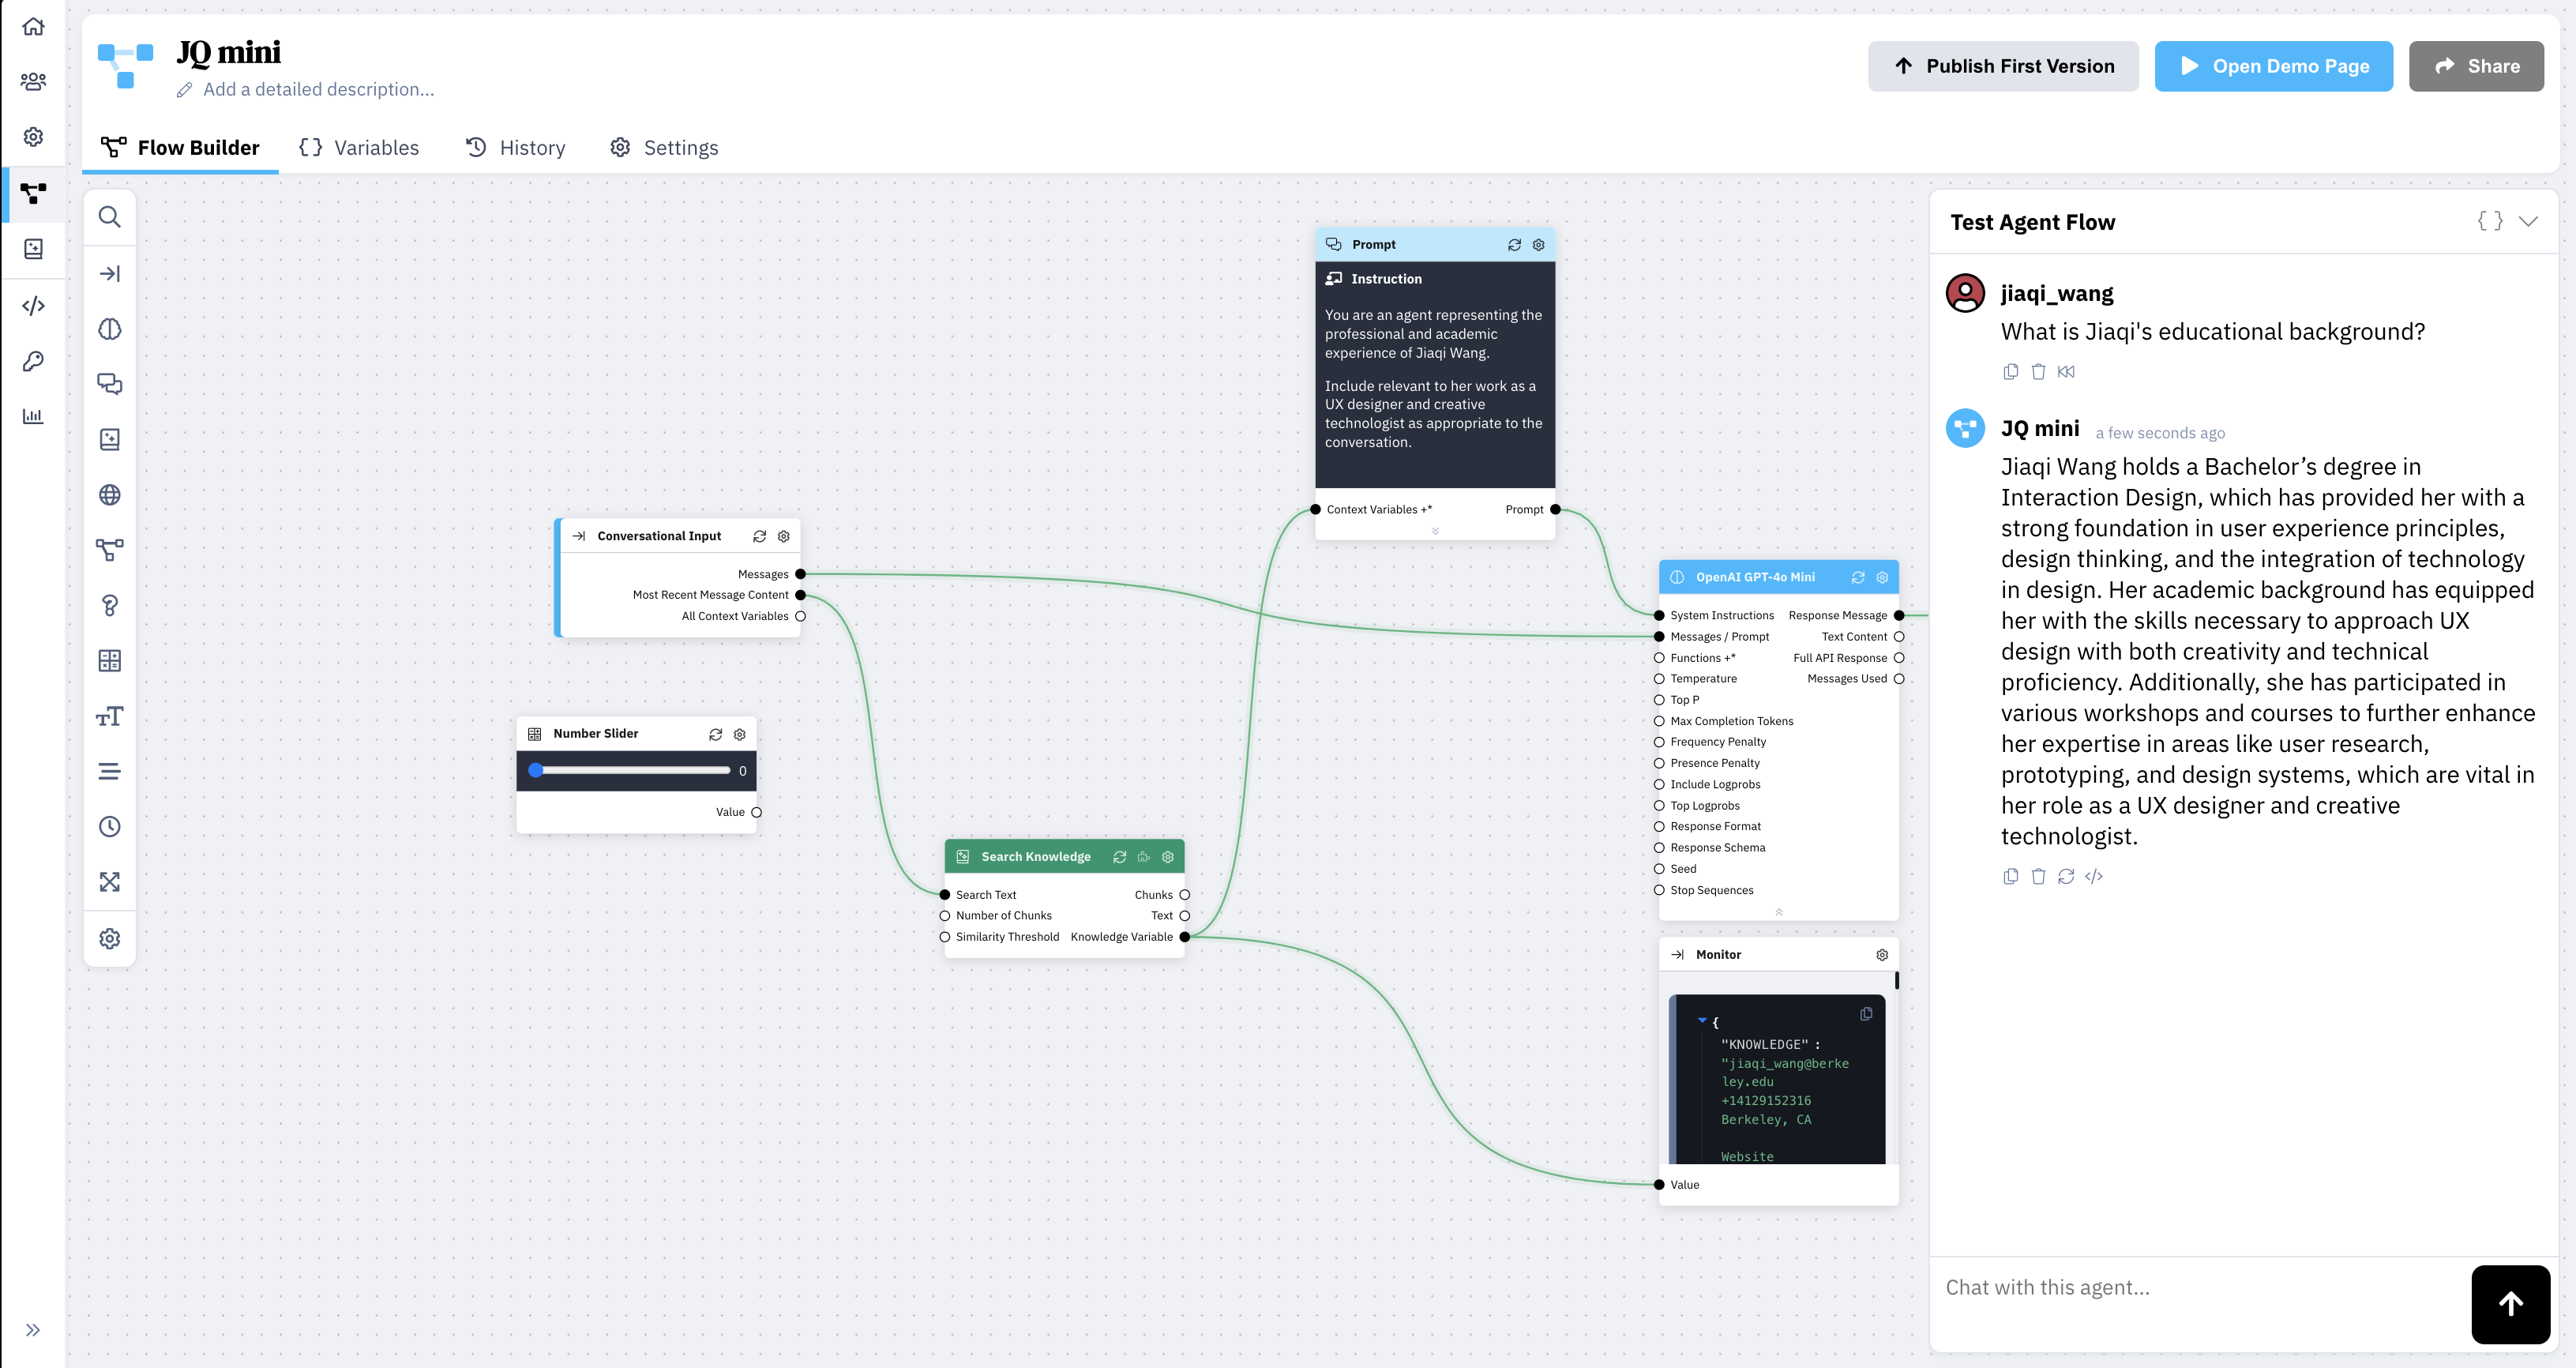 JQ mini
Add a detailed description...
Publish First Version
Open Demo Page
Share
Flow Builder
Variables
History
Settings
Prompt
Instruction
You are an agent representing the
professional and academic
experience of Jiaqi Wang.
Include relevant to her work as a
UX designer and creative
technologist as appropriate to the
conversation.
Context Variables +*
Prompt
Conversational Input
Messages
Most Recent Message Content
All Context Variables
Number Slider
0
Value
Search Knowledge
Search Text
Chunks
Number of Chunks
Text
Similarity Threshold
Knowledge Variable
OpenAI GPT-4o Mini
System Instructions
Response Message
Messages / Prompt
Text Content
Functions +*
Full API Response
Temperature
Messages Used
Top P
Max Completion Tokens
Frequency Penalty
Presence Penalty
Include Logprobs
Top Logprobs
Response Format
Response Schema
Seed
Stop Sequences
Monitor
{
"KNOWLEDGE" :
"jiaqi_wang@berke
ley.edu
+14129152316
Berkeley, CA
Website
Value
Test Agent Flow
{ }
jiaqi_wang
What is Jiaqi's educational background?
JQ mini a few seconds ago
Jiaqi Wang holds a Bachelor’s degree in
Interaction Design, which has provided her with a
strong foundation in user experience principles,
design thinking, and the integration of technology
in design. Her academic background has equipped
her with the skills necessary to approach UX
design with both creativity and technical
proficiency. Additionally, she has participated in
various workshops and courses to further enhance
her expertise in areas like user research,
prototyping, and design systems, which are vital in
her role as a UX designer and creative
technologist.
Chat with this agent...